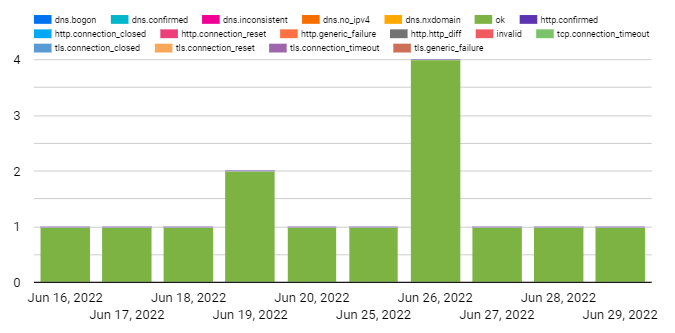 dns.bogon dns.confirmed dns.inconsistent dns.no_ipv4 dns.nxdomain ok http.confirmed
http.connection_closed http.connection_reset http.generic_failure http.http_diff invalid tcp.connection_timeout
tls.connection_closed tls.connection_reset tls.connection_timeout tls.generic_failure
4
3
2
1
0
Jun 16, 2022 Jun 18, 2022 Jun 20, 2022 Jun 26, 2022 Jun 28, 2022
Jun 17, 2022 Jun 19, 2022 Jun 25, 2022 Jun 27, 2022 Jun 29, 2022